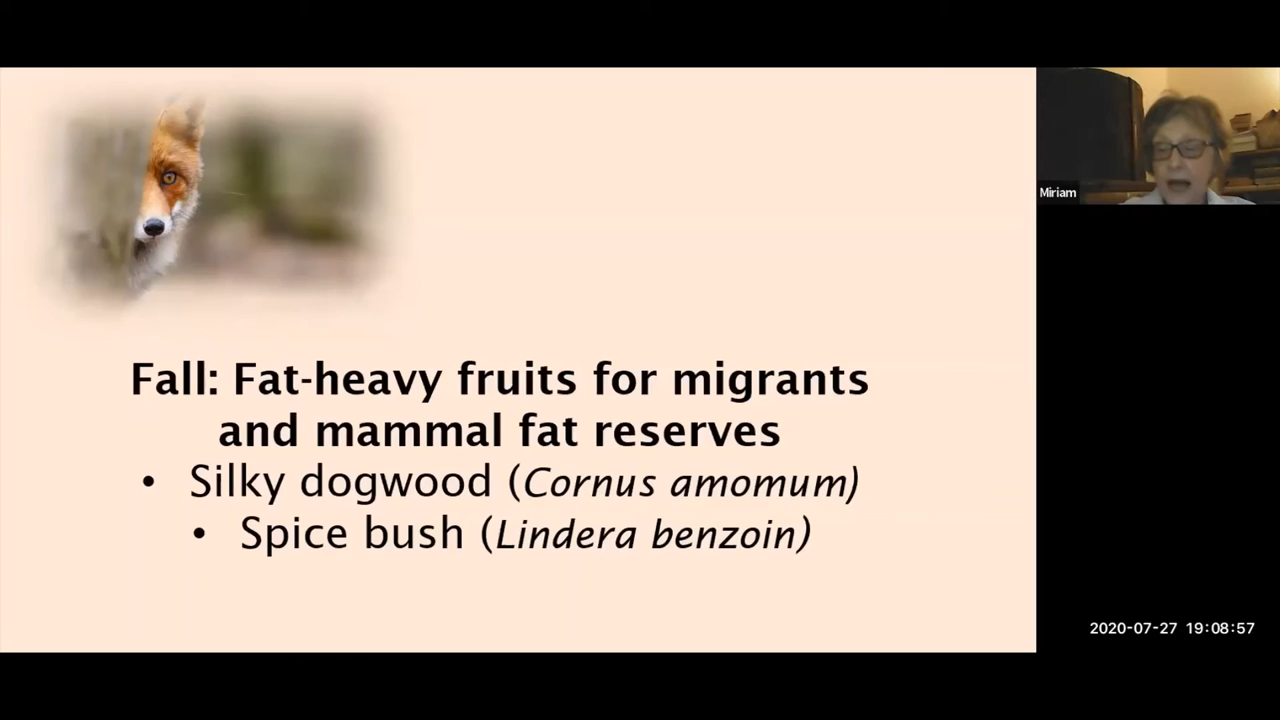 Fall: Fat-heavy fruits for migrants
and mammal fat reserves
• Silky dogwood (Cornus amomum)
• Spice bush (Lindera benzoin)
Miriam
2020-07-27 19:08:57